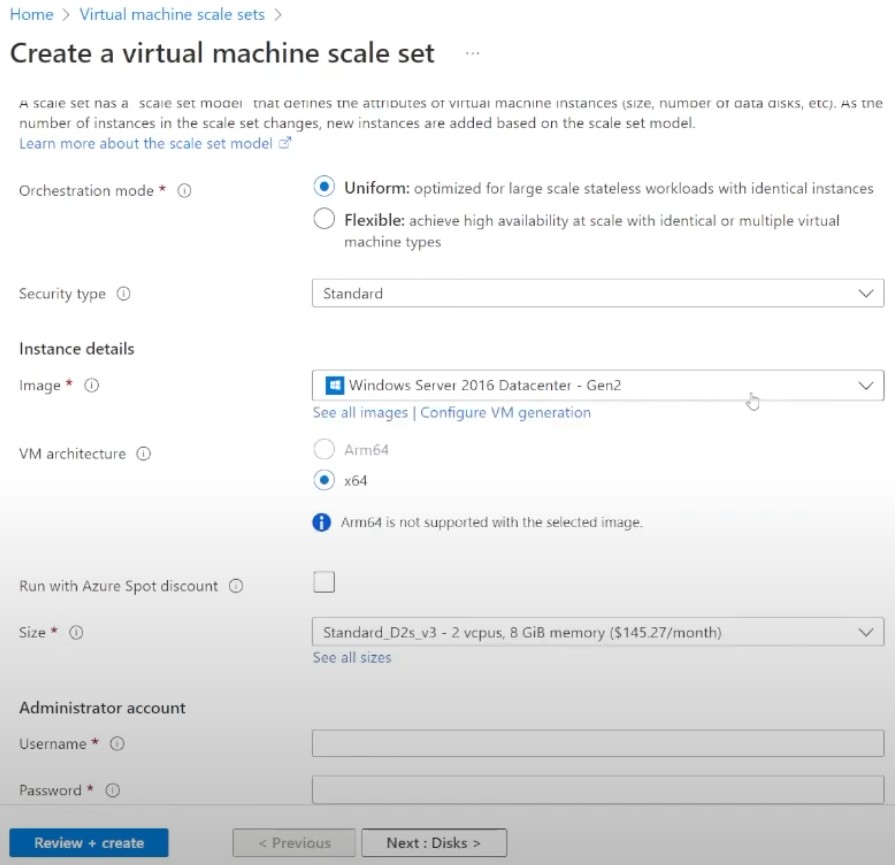 Home > Virtual machine scale sets >
Create a virtual machine scale set ...
A scale set has a "scale set model" that defines the attributes of virtual machine instances (size, number of data disks, etc). As the
number of instances in the scale set changes, new instances are added based on the scale set model.
Learn more about the scale set model
Orchestration mode *
Uniform: optimized for large scale stateless workloads with identical instances
Flexible: achieve high availability at scale with identical or multiple virtual
machine types
Security type
Standard
Instance details
Image *
Windows Server 2016 Datacenter - Gen2
See all images | Configure VM generation
VM architecture
Arm64
x64
Arm64 is not supported with the selected image.
Run with Azure Spot discount
Size *
Standard_D2s_v3 - 2 vcpus, 8 GiB memory ($145.27/month)
See all sizes
Administrator account
Username *
Password *
Review + create
< Previous
Next : Disks >